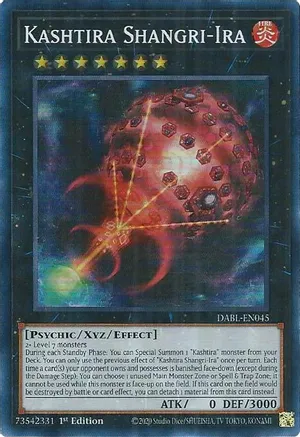 KASHTIRA SHANGRI-IRA
FIRE
炎
DABL-EN045
[PSYCHIC/XYZ/EFFECT]
2+ Level 7 monsters
During each Standby Phase: You can Special Summon 1 "Kashtira" monster from your
Deck. You can only use the previous effect of "Kashtira Shangri-Ira" once per turn. Each
time a card(s) your opponent owns and possesses is banished face-down (except during
the Damage Step): You can choose 1 unused Main Monster Zone or Spell & Trap Zone; it
cannot be used while this monster is face-up on the field. If this card on the field would
be destroyed by battle or card effect, you can detach 1 material from this card instead.
ATK/ 0 DEF/3000
73542331 1st Edition ©2020 Studio Dice/SHUEISHA, TV TOKYO, KONAMI